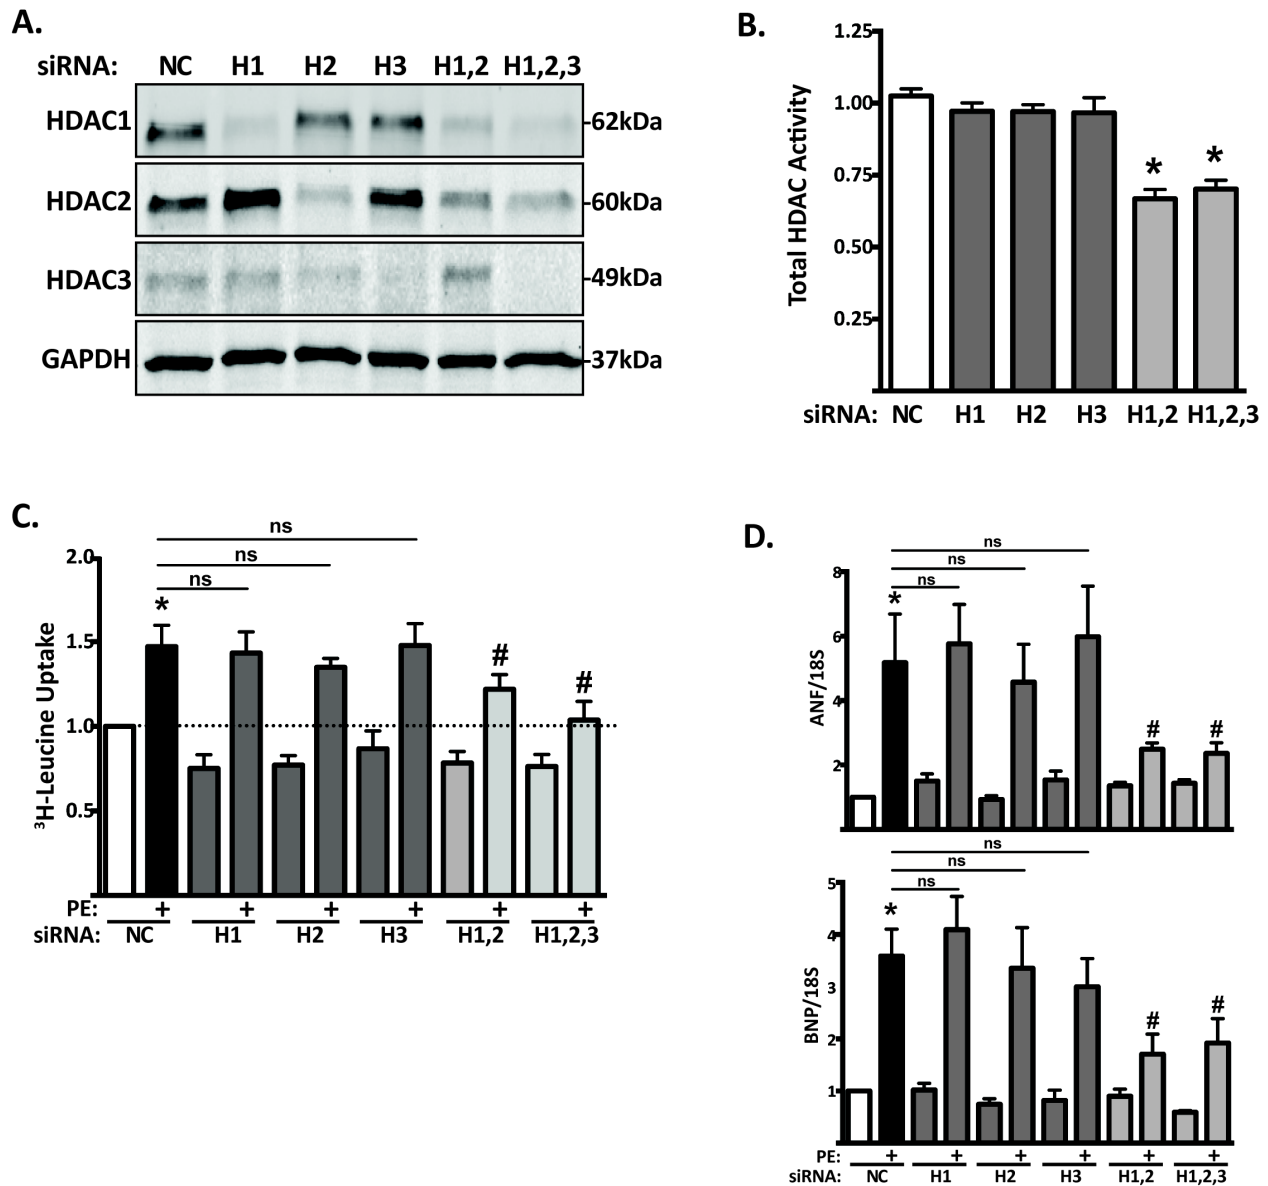 A.
siRNA: NC H1 H2 H3 H1,2 H1,2,3
HDAC1 -62kDa
HDAC2 -60kDa
HDAC3 -49kDa
GAPDH -37kDa
B.
Total HDAC Activity
1.25
1.00
0.75
0.50
0.25
* *
siRNA: NC H1 H2 H3 H1,2 H1,2,3
C.
³H-Leucine Uptake
ns
ns
ns
2.0
1.5
1.0
0.5
* # #
PE: + + + + + +
siRNA: NC H1 H2 H3 H1,2 H1,2,3
D.
ANF/18S
ns
ns
ns
8
6
4
2
* # #
BNP/18S
ns
ns
ns
5
4
3
2
1
* # #
PE: + + + + + +
siRNA: NC H1 H2 H3 H1,2 H1,2,3